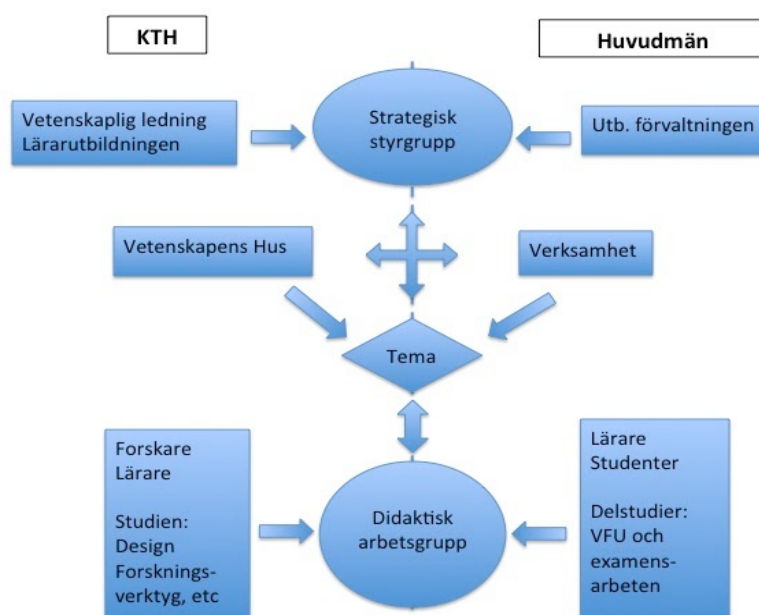 KTH
Huvudmän
Vetenskaplig ledning
Lärarutbildningen
Strategisk
styrgrupp
Utb. förvaltningen
Vetenskapens Hus
Verksamhet
Tema
Forskare
Lärare
Studien:
Design
Forsknings-
verktyg, etc
Didaktisk
arbetsgrupp
Lärare
Studenter
Delstudier:
VFU och
examens-
arbeten